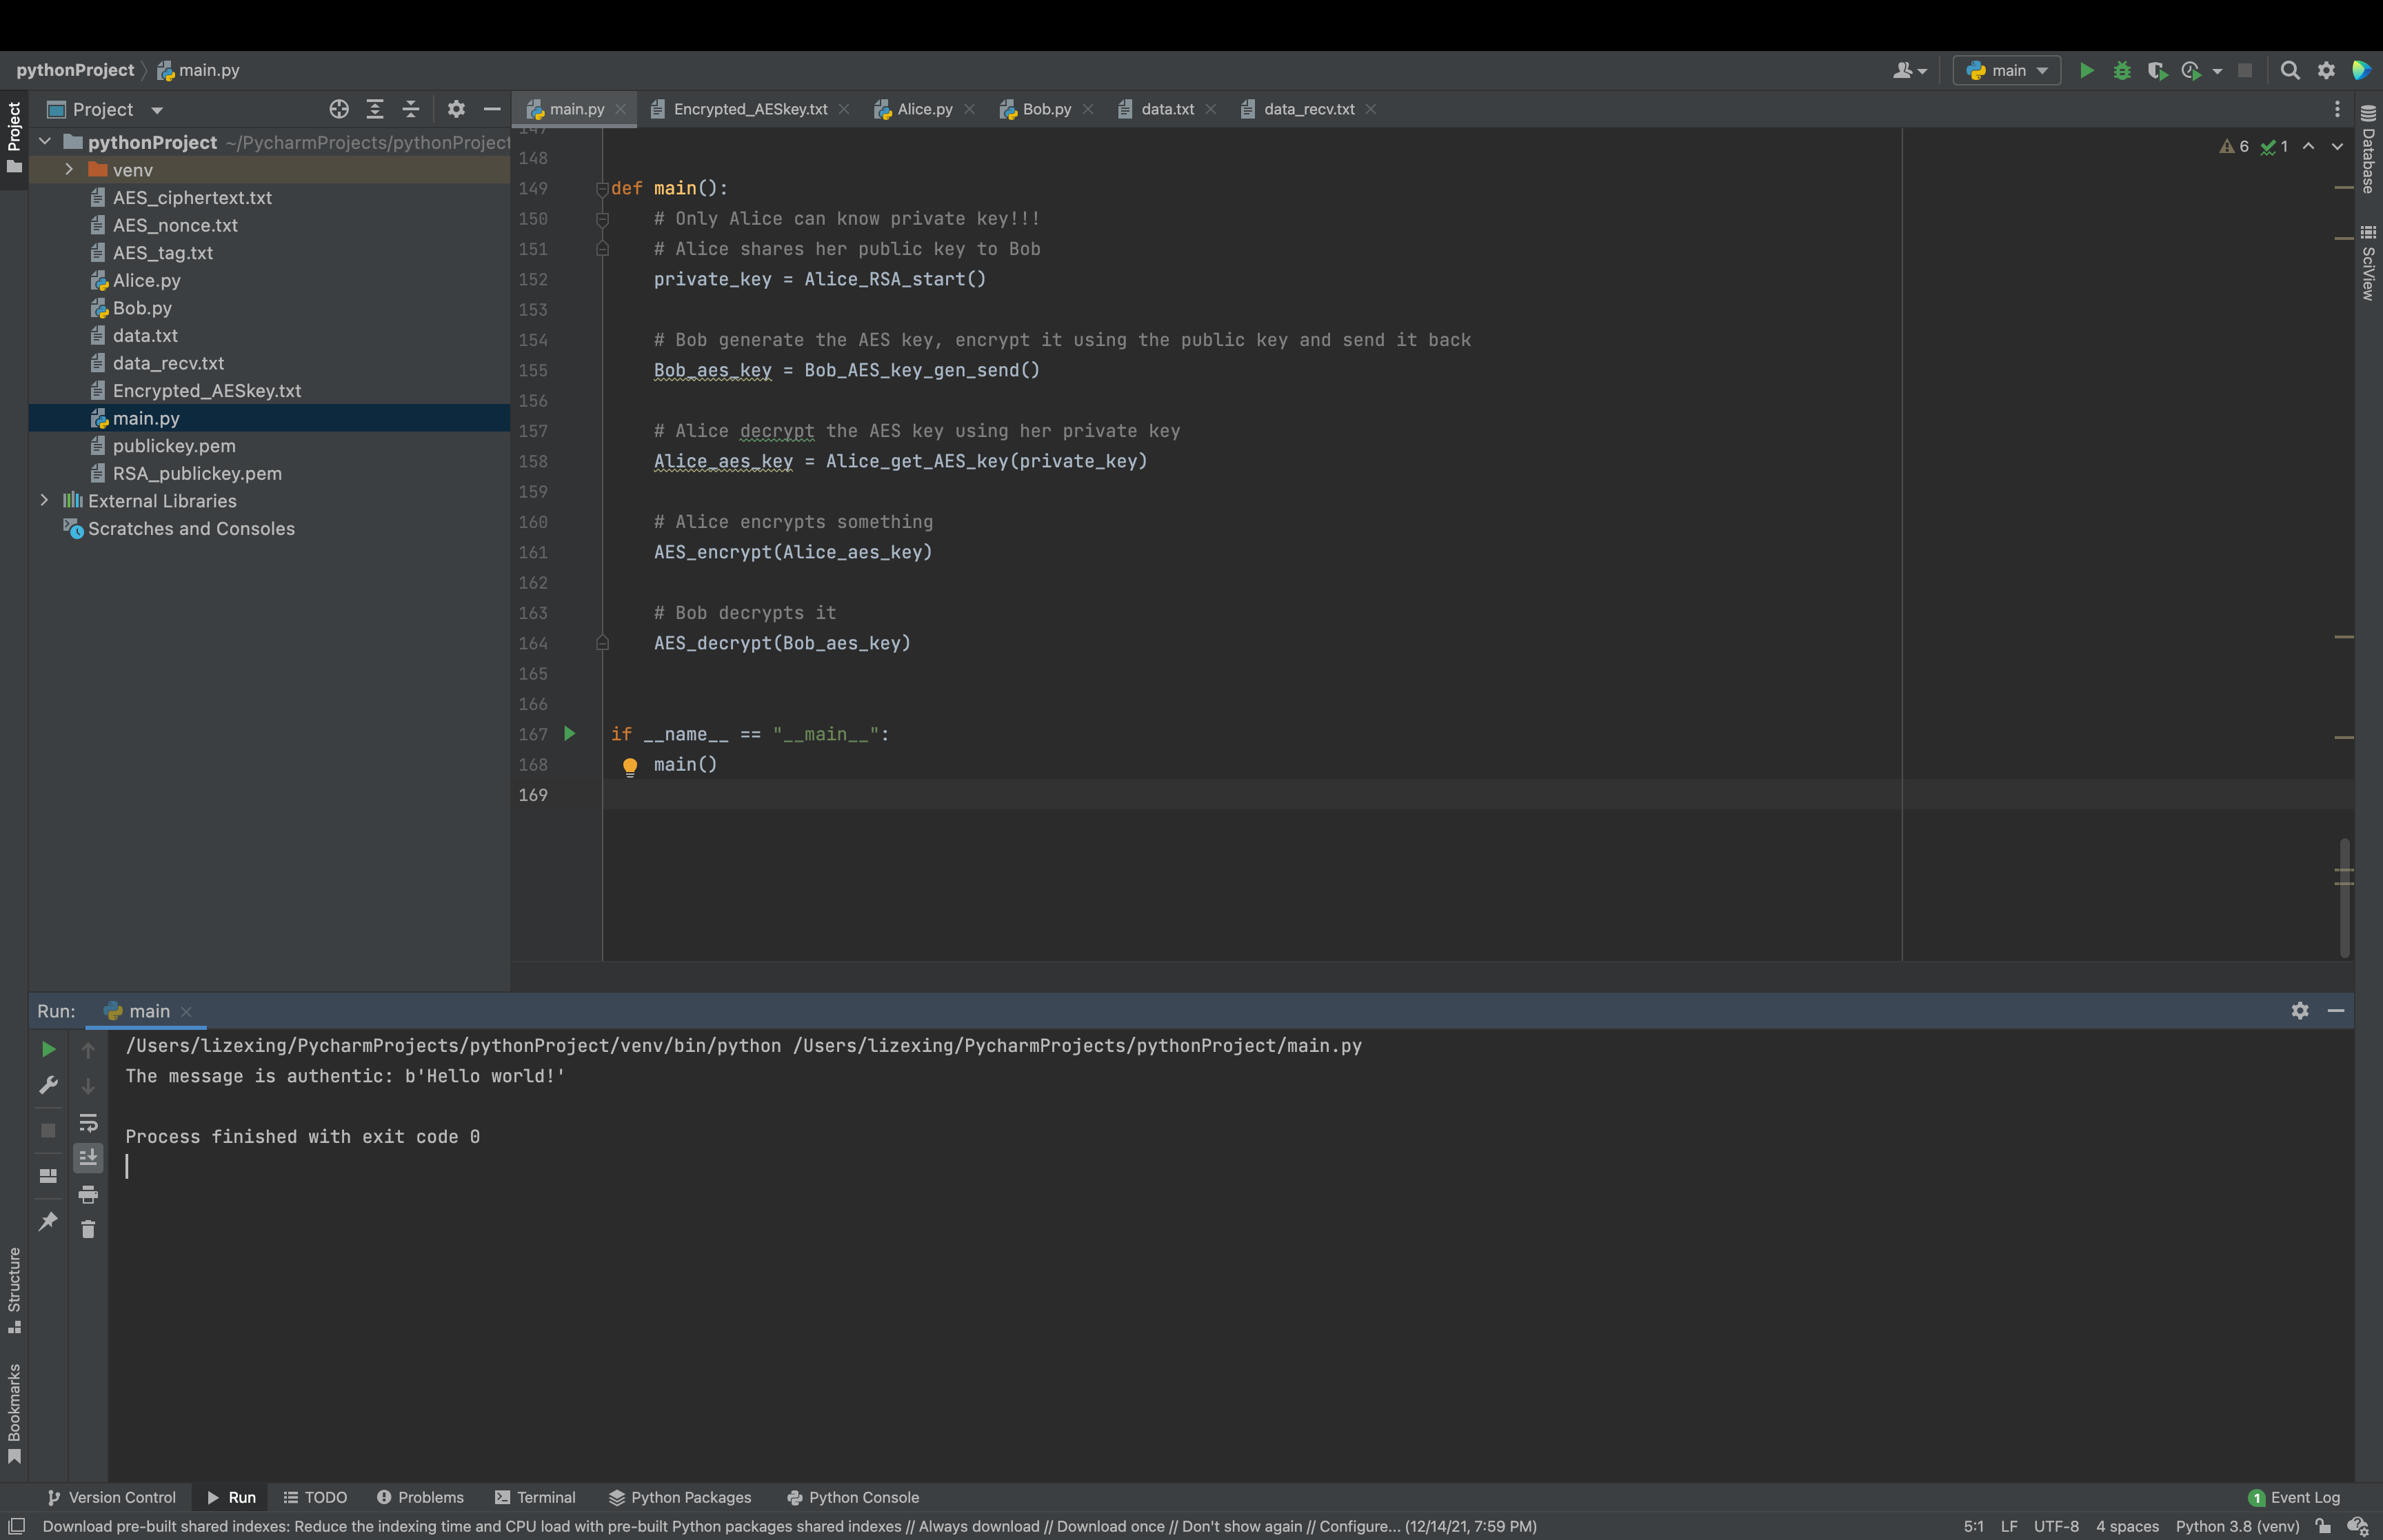 pythonProject main.py
main
Project
main.py
Encrypted_AESkey.txt
Alice.py
Bob.py
data.txt
data_recv.txt
Project
Database
SciView
pythonProject ~/PycharmProjects/pythonProject
venv
AES_ciphertext.txt
AES_nonce.txt
AES_tag.txt
Alice.py
Bob.py
data.txt
data_recv.txt
Encrypted_AESkey.txt
main.py
publickey.pem
RSA_publickey.pem
External Libraries
Scratches and Consoles
6 1
147
148
149 def main():
150 # Only Alice can know private key!!!
151 # Alice shares her public key to Bob
152 private_key = Alice_RSA_start()
153
154 # Bob generate the AES key, encrypt it using the public key and send it back
155 Bob_aes_key = Bob_AES_key_gen_send()
156
157 # Alice decrypt the AES key using her private key
158 Alice_aes_key = Alice_get_AES_key(private_key)
159
160 # Alice encrypts something
161 AES_encrypt(Alice_aes_key)
162
163 # Bob decrypts it
164 AES_decrypt(Bob_aes_key)
165
166
167 if __name__ == "__main__":
168 main()
169
Run: main
/Users/lizexing/PycharmProjects/pythonProject/venv/bin/python /Users/lizexing/PycharmProjects/pythonProject/main.py
The message is authentic: b'Hello world!'
Process finished with exit code 0
Structure
Bookmarks
Version Control Run TODO Problems Terminal Python Packages Python Console 1 Event Log
Download pre-built shared indexes: Reduce the indexing time and CPU load with pre-built Python packages shared indexes // Always download // Download once // Don't show again // Configure... (12/14/21, 7:59 PM) 5:1 LF UTF-8 4 spaces Python 3.8 (venv)